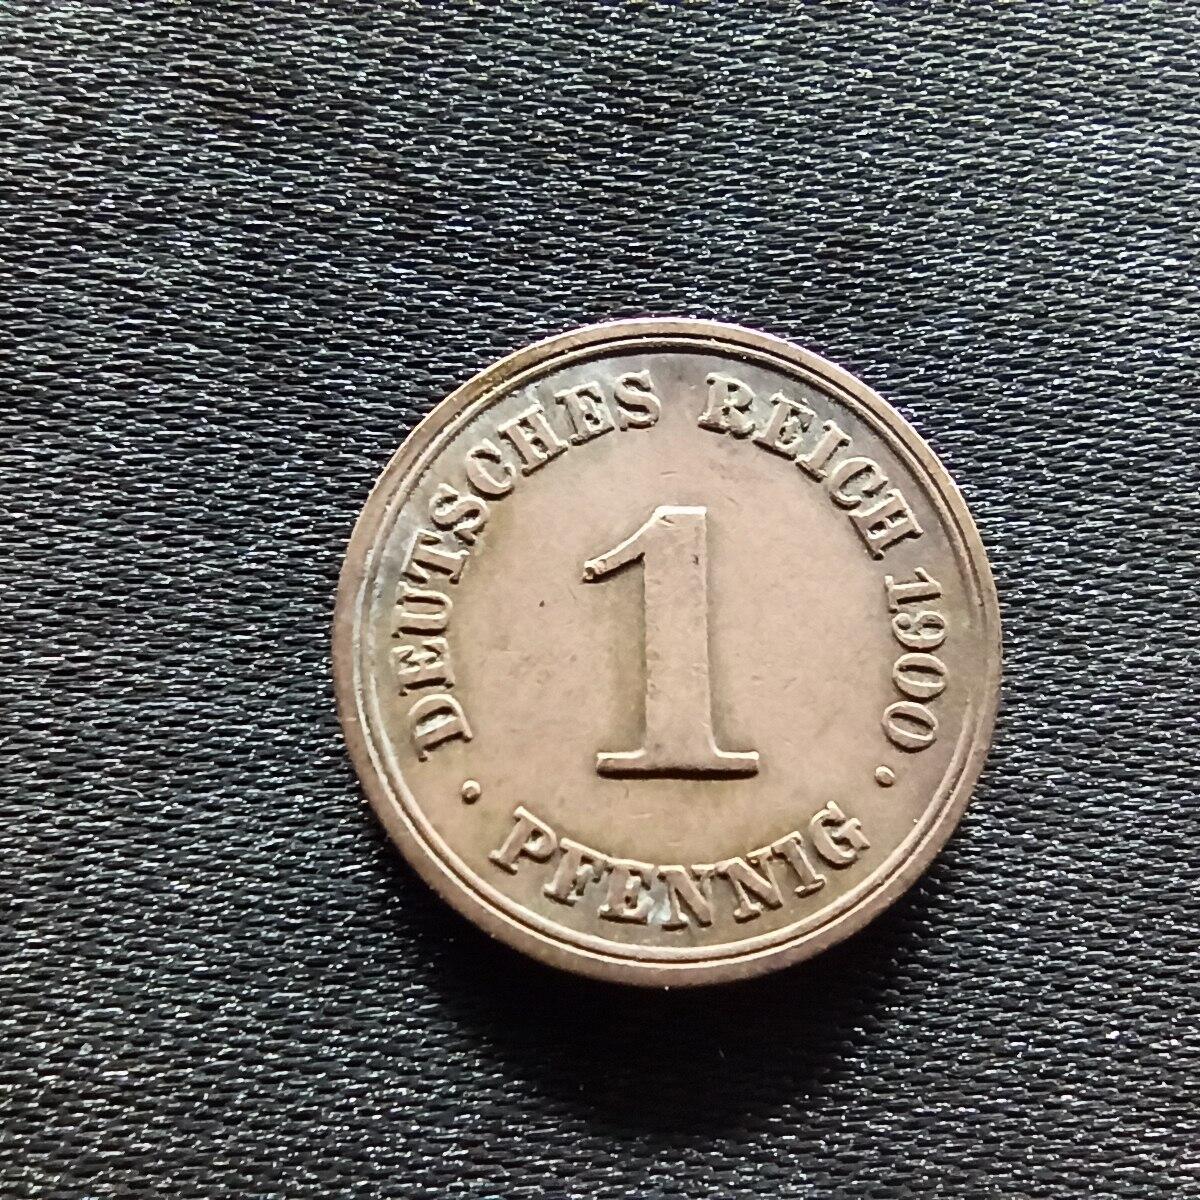 DEUTSCHES REICH 1900
1
· PFENNIG ·